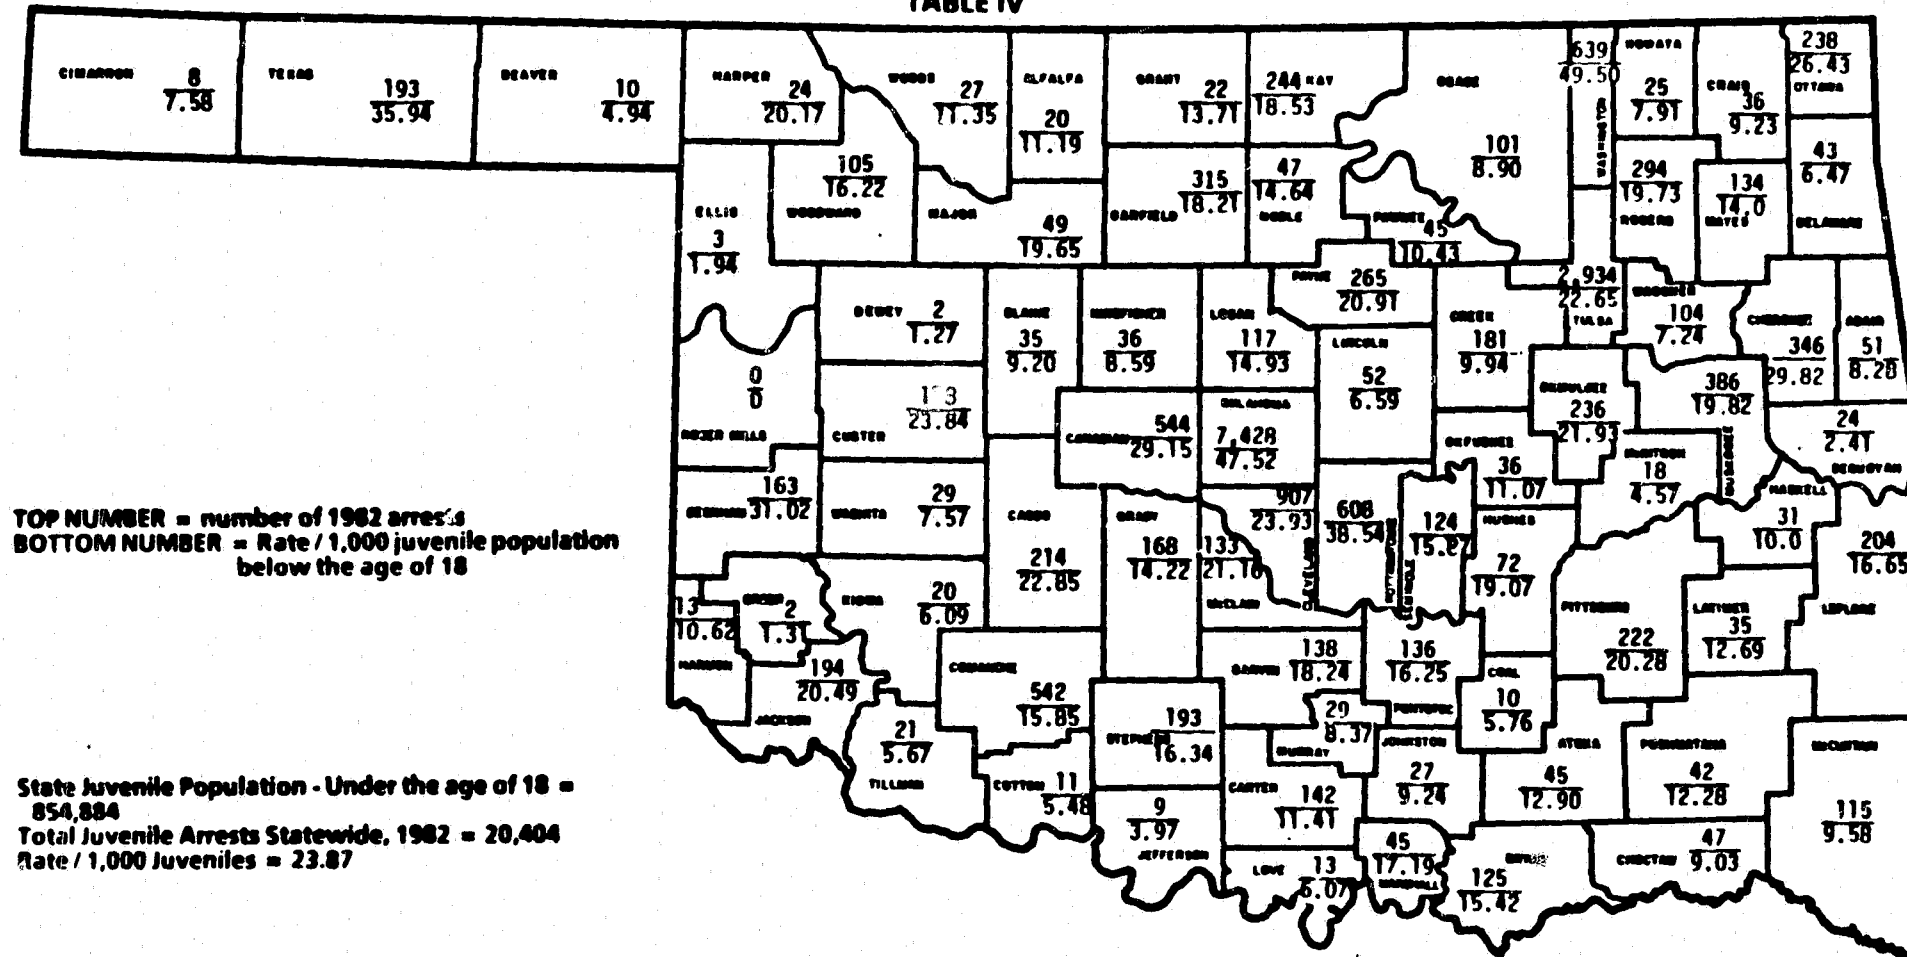 TABLE IV
CIMARRON 8
7.58
TEXAS 193
35.94
BEAVER 10
4.94
HARPER 24
20.17
WOODS 27
11.35
ALFALFA
20
11.19
GRANT 22
13.71
244 KAY
18.53
OSAGE
101
8.90
639
49.50
WASHINGTON
NOWATA
25
7.91
CRAIG
36
9.23
238
26.43
OTTAWA
ELLIS
3
1.94
105
16.22
WOODWARD
MAJOR
49
19.65
315
18.21
GARFIELD
47
14.64
NOBLE
PAWNEE
45
10.43
294
19.73
ROGERS
134
14.0
MAYES
43
6.47
DELAWARE
0
0
ROGER MILLS
DEWEY 2
1.27
CUSTER
23.84
BLAINE
35
9.20
KINGFISHER
36
8.59
LOGAN
117
14.93
PAYNE
265
20.91
LINCOLN
52
6.59
CREEK
181
9.94
2,934
22.65
TULSA
WAGONER
104
7.24
CHEROKEE
346
29.82
ADAIR
51
8.28
CANADIAN 544
29.15
OKLAHOMA
7,428
47.52
OKMULGEE
236
21.93
OKFUSKEE
36
11.07
386
19.82
MUSKOGEE
McINTOSH
18
4.57
24
2.41
SEQUOYAH
163
BECKHAM 31.02
WASHITA 29
7.57
CADDO
214
22.85
GRADY
168
14.22
133
21.16
McCLAIN
907
23.93
CLEVELAND
608
38.54
POTTAWATOMIE
124
15.87
SEMINOLE
HUGHES
72
19.07
HASKELL
31
10.0
204
16.65
LEFLORE
TOP NUMBER = number of 1982 arrests
BOTTOM NUMBER = Rate / 1,000 juvenile population
below the age of 18
13
10.62
HARMON
GREER 2
1.31
KIOWA 20
6.09
194
20.49
JACKSON
COMANCHE
542
15.85
GARVIN 138
18.24
136
16.25
PONTOTOC
COAL
10
5.76
PITTSBURG
222
20.28
LATIMER
35
12.69
21
5.67
TILLMAN
COTTON 11
5.48
STEPHENS 193
16.34
29
8.37
MURRAY
JOHNSTON
27
9.24
ATOKA
45
12.90
PUSHMATAHA
42
12.28
McCURTAIN
115
9.58
9
3.97
JEFFERSON
CARTER 142
11.41
LOVE 13
6.07
45
17.19
MARSHALL
BRYAN
125
15.42
CHOCTAW 47
9.03
State Juvenile Population - Under the age of 18 =
854,884
Total Juvenile Arrests Statewide, 1982 = 20,404
Rate / 1,000 Juveniles = 23.87